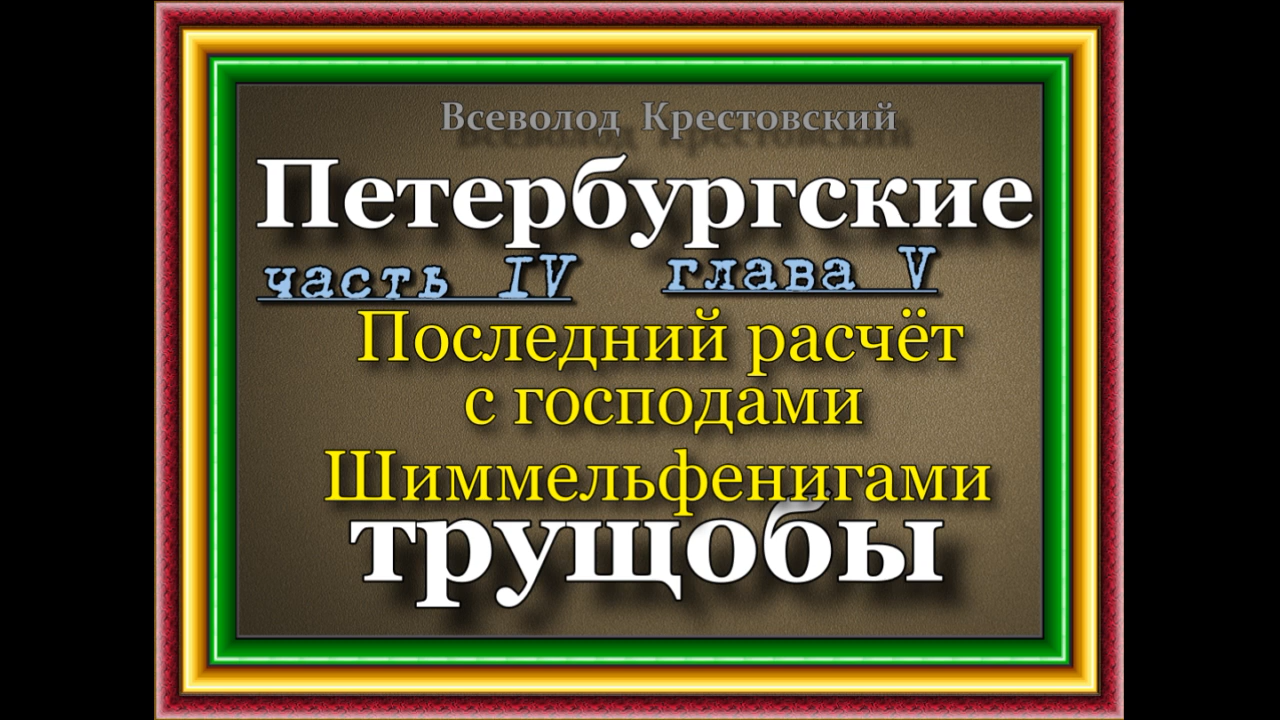 Всеволод Крестовский
Петербургские
часть IV глава V
Последний расчёт
с господами
Шиммельфенигами
трущобы